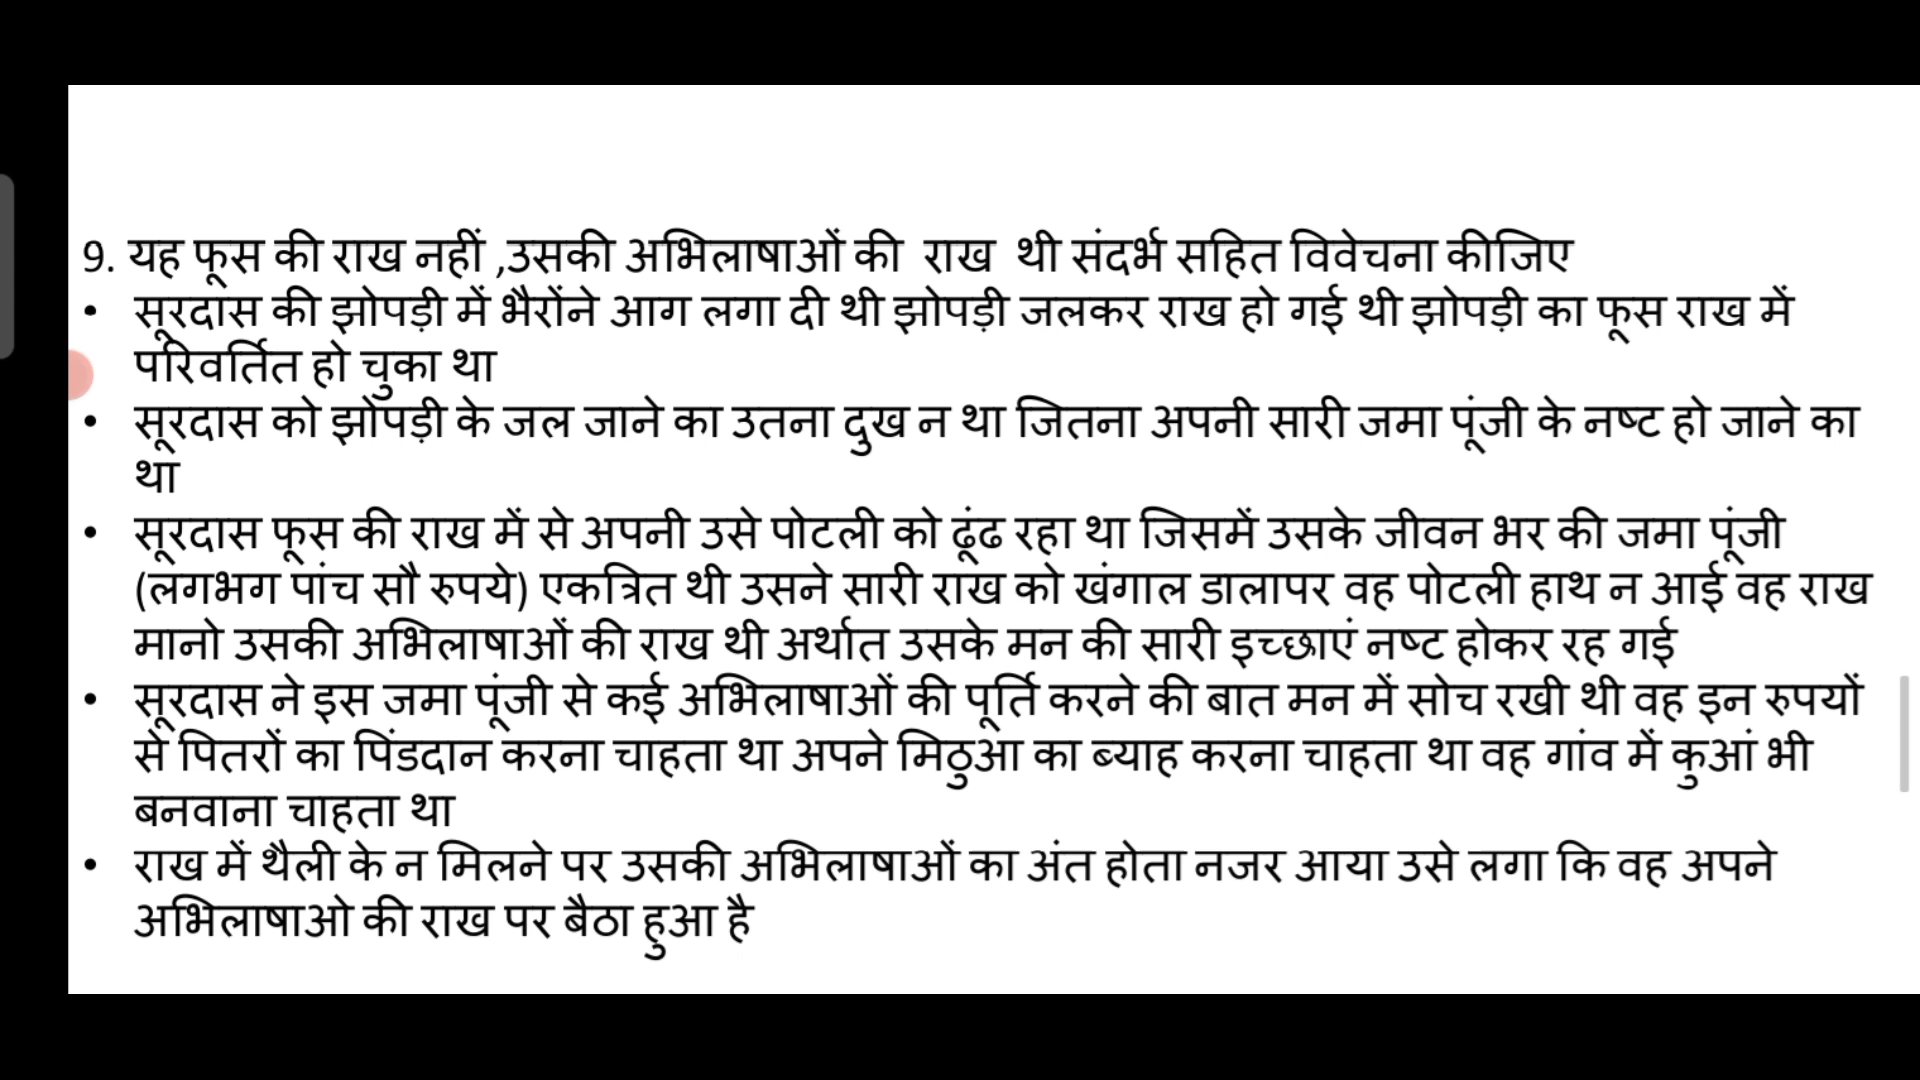 9. यह फूस की राख नहीं ,उसकी अभिलाषाओं की  राख  थी संदर्भ सहित विवेचना कीजिए
• सूरदास की झोपड़ी में भैरोंने आग लगा दी थी झोपड़ी जलकर राख हो गई थी झोपड़ी का फूस राख में
परिवर्तित हो चुका था
• सूरदास को झोपड़ी के जल जाने का उतना दुख न था जितना अपनी सारी जमा पूंजी के नष्ट हो जाने का
था
• सूरदास फूस की राख में से अपनी उसे पोटली को ढूंढ रहा था जिसमें उसके जीवन भर की जमा पूंजी
(लगभग पांच सौ रुपये) एकत्रित थी उसने सारी राख को खंगाल डालापर वह पोटली हाथ न आई वह राख
मानो उसकी अभिलाषाओं की राख थी अर्थात उसके मन की सारी इच्छाएं नष्ट होकर रह गई
• सूरदास ने इस जमा पूंजी से कई अभिलाषाओं की पूर्ति करने की बात मन में सोच रखी थी वह इन रुपयों
से पितरों का पिंडदान करना चाहता था अपने मिठुआ का ब्याह करना चाहता था वह गांव में कुआं भी
बनवाना चाहता था
• राख में थैली के न मिलने पर उसकी अभिलाषाओं का अंत होता नजर आया उसे लगा कि वह अपने
अभिलाषाओ की राख पर बैठा हुआ है